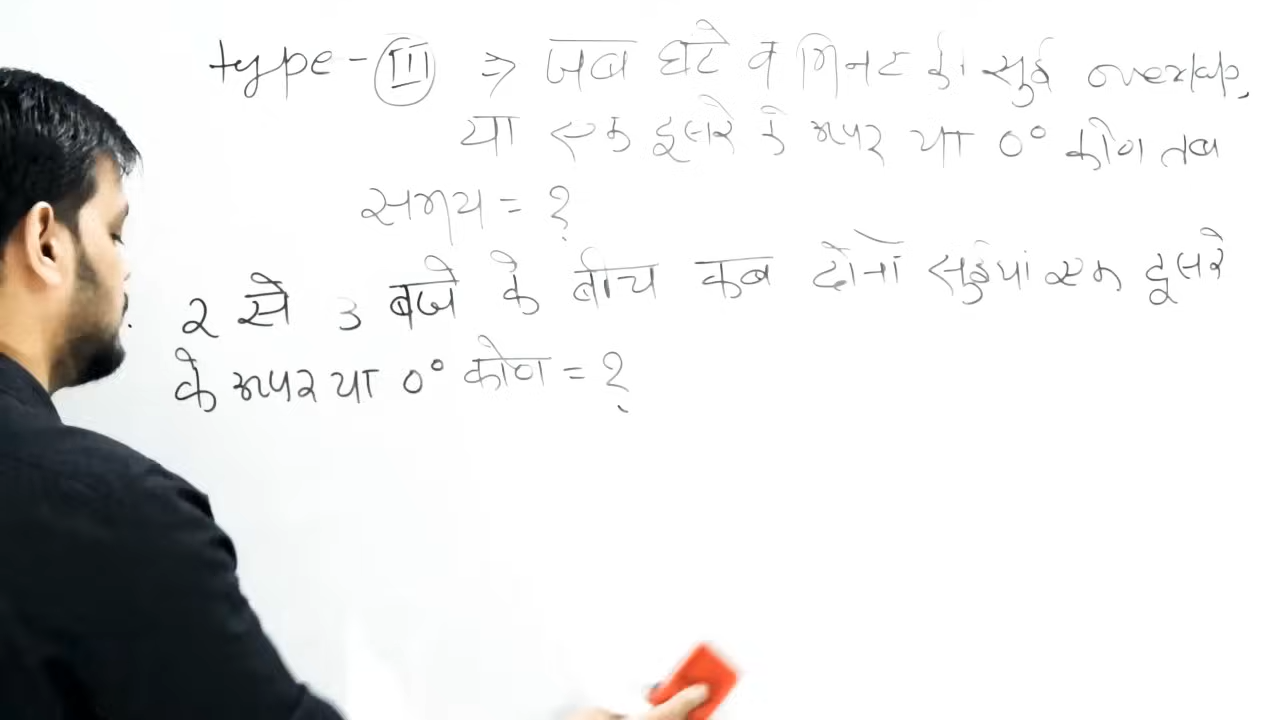 type-III ⇒ जब घंटे व मिनट की सुई overlap,
या एक दूसरे के ऊपर या 0° कोण तब
समय = ?
2 से 3 बजे के बीच कब दोनों सुईयां एक दूसरे
के ऊपर या 0° कोण = ?